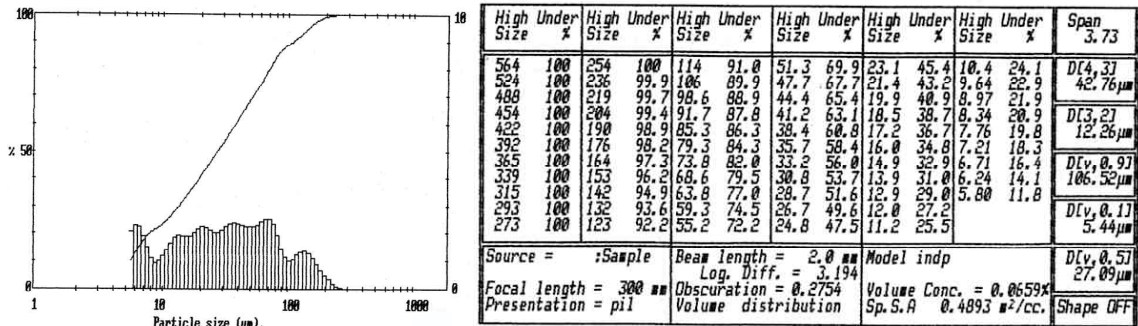 100
10
% 50
0
0
1
10
100
1000
Particle size (µm).
High Under High Under High Under High Under High Under High Under Span
Size % Size % Size % Size % Size % Size % 3.73
564 100 254 100 114 91.0 51.3 69.9 23.1 45.4 10.4 24.1 D[4,3]
524 100 236 99.9 106 89.9 47.7 67.7 21.4 43.2 9.64 22.9 42.76µm
488 100 219 99.7 98.6 88.9 44.4 65.4 19.9 40.9 8.97 21.9
454 100 204 99.4 91.7 87.8 41.2 63.1 18.5 38.7 8.34 20.9 D[3,2]
422 100 190 98.9 85.3 86.3 38.4 60.8 17.2 36.7 7.76 19.8 12.26µm
392 100 176 98.2 79.3 84.3 35.7 58.4 16.0 34.8 7.21 18.3
365 100 164 97.3 73.8 82.0 33.2 56.0 14.9 32.9 6.71 16.4 D[v,0.9]
339 100 153 96.2 68.6 79.5 30.8 53.7 13.9 31.0 6.24 14.1 106.52µm
315 100 142 94.9 63.8 77.0 28.7 51.6 12.9 29.0 5.80 11.8
293 100 132 93.6 59.3 74.5 26.7 49.6 12.0 27.2 D[v,0.1]
273 100 123 92.2 55.2 72.2 24.8 47.5 11.2 25.5 5.44µm
Source = :Sample Beam length = 2.0 mm Model indp D[v,0.5]
Log. Diff. = 3.194 27.09µm
Focal length = 300 mm Obscuration = 0.2754 Volume Conc. = 0.0659%
Presentation = pil Volume distribution Sp.S.A 0.4893 m²/cc. Shape OFF